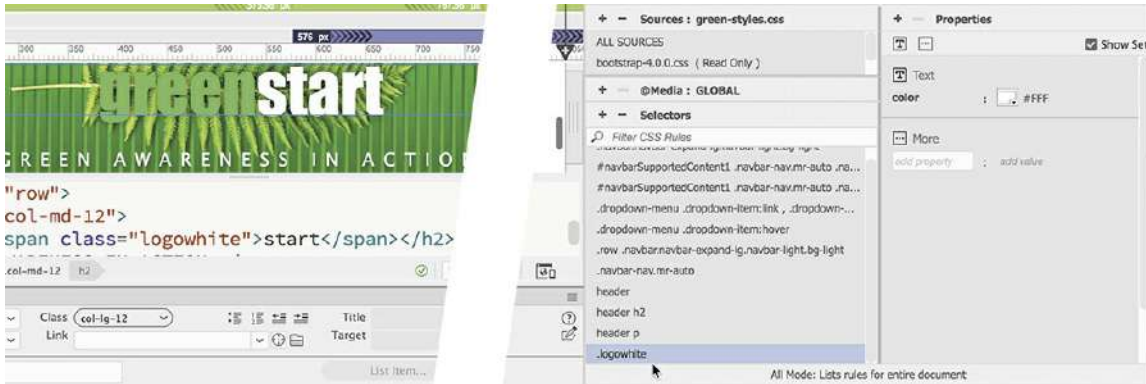 576 px
300 350 400 450 500 550 600 650 700 750
greenstart
GREEN AWARENESS IN ACTIO
"row">
col-md-12">
span class="logowhite">start</span></h2>
.col-md-12 h2
Class col-lg-12 Title
Link Target
List Item...
+ − Sources : green-styles.css
ALL SOURCES
bootstrap-4.0.0.css ( Read Only )
+ − @Media : GLOBAL
+ − Selectors
Filter CSS Rules
#navbarSupportedContent1 .navbar-nav.mr-auto .na...
#navbarSupportedContent1 .navbar-nav.mr-auto .na...
.dropdown-menu .dropdown-item:link , .dropdown-...
.dropdown-menu .dropdown-item:hover
.row .navbar.navbar-expand-lg.navbar-light.bg-light
.navbar-nav.mr-auto
header
header h2
header p
.logowhite
+ − Properties
T Show Set
T Text
color : #FFF
More
add property : add value
All Mode: Lists rules for entire document